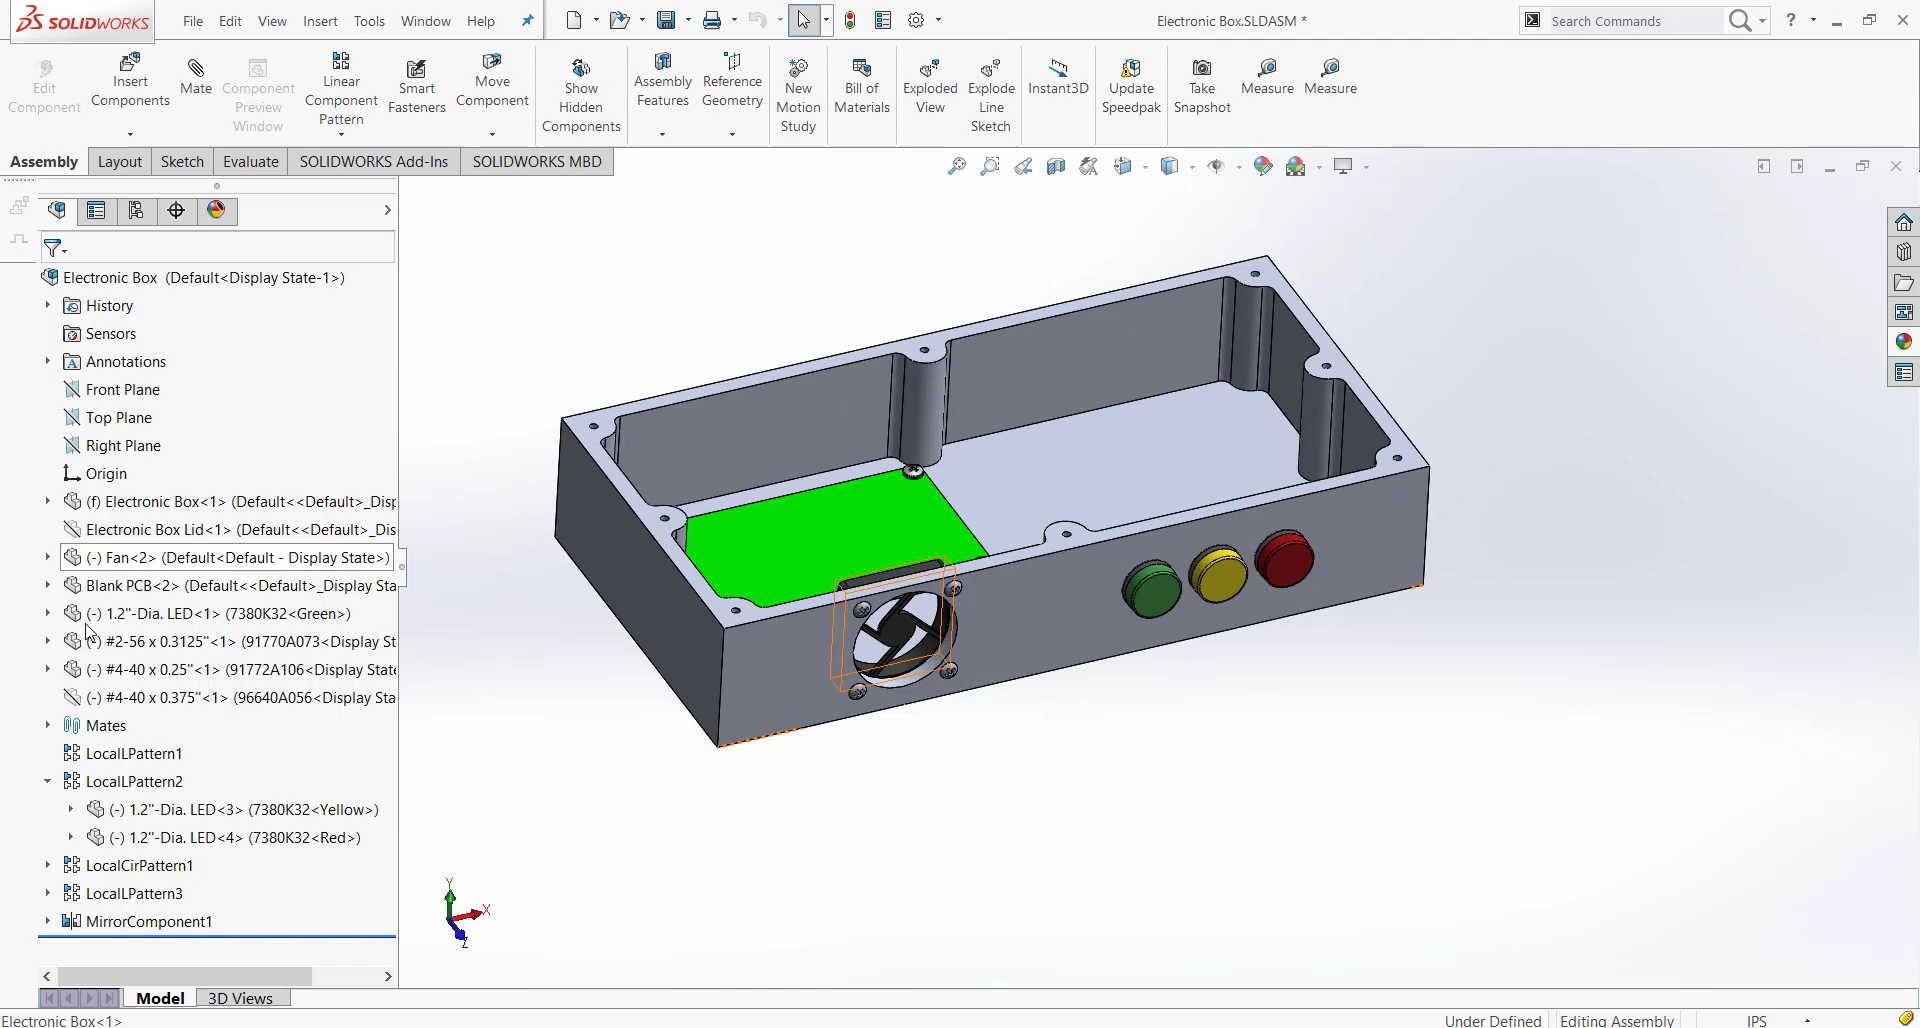 SOLIDWORKS
File Edit View Insert Tools Window Help
Electronic Box.SLDASM *
Search Commands
?
Edit Component
Insert Components
Mate
Component Preview Window
Linear Component Pattern
Smart Fasteners
Move Component
Show Hidden Components
Assembly Features
Reference Geometry
New Motion Study
Bill of Materials
Exploded View
Explode Line Sketch
Instant3D
Update Speedpak
Take Snapshot
Measure
Measure
Assembly Layout Sketch Evaluate SOLIDWORKS Add-Ins SOLIDWORKS MBD
Electronic Box (Default<Display State-1>)
History
Sensors
Annotations
Front Plane
Top Plane
Right Plane
Origin
(f) Electronic Box<1> (Default<<Default>_Disp
Electronic Box Lid<1> (Default<<Default>_Dis
(-) Fan<2> (Default<Default - Display State>)
Blank PCB<2> (Default<<Default>_Display Sta
(-) 1.2"-Dia. LED<1> (7380K32<Green>)
(-) #2-56 x 0.3125"<1> (91770A073<Display St
(-) #4-40 x 0.25"<1> (91772A106<Display State
(-) #4-40 x 0.375"<1> (96640A056<Display Sta
Mates
LocalLPattern1
LocalLPattern2
(-) 1.2"-Dia. LED<3> (7380K32<Yellow>)
(-) 1.2"-Dia. LED<4> (7380K32<Red>)
LocalCirPattern1
LocalLPattern3
MirrorComponent1
Y
X
Z
Model 3D Views
Electronic Box<1>
Under Defined Editing Assembly IPS